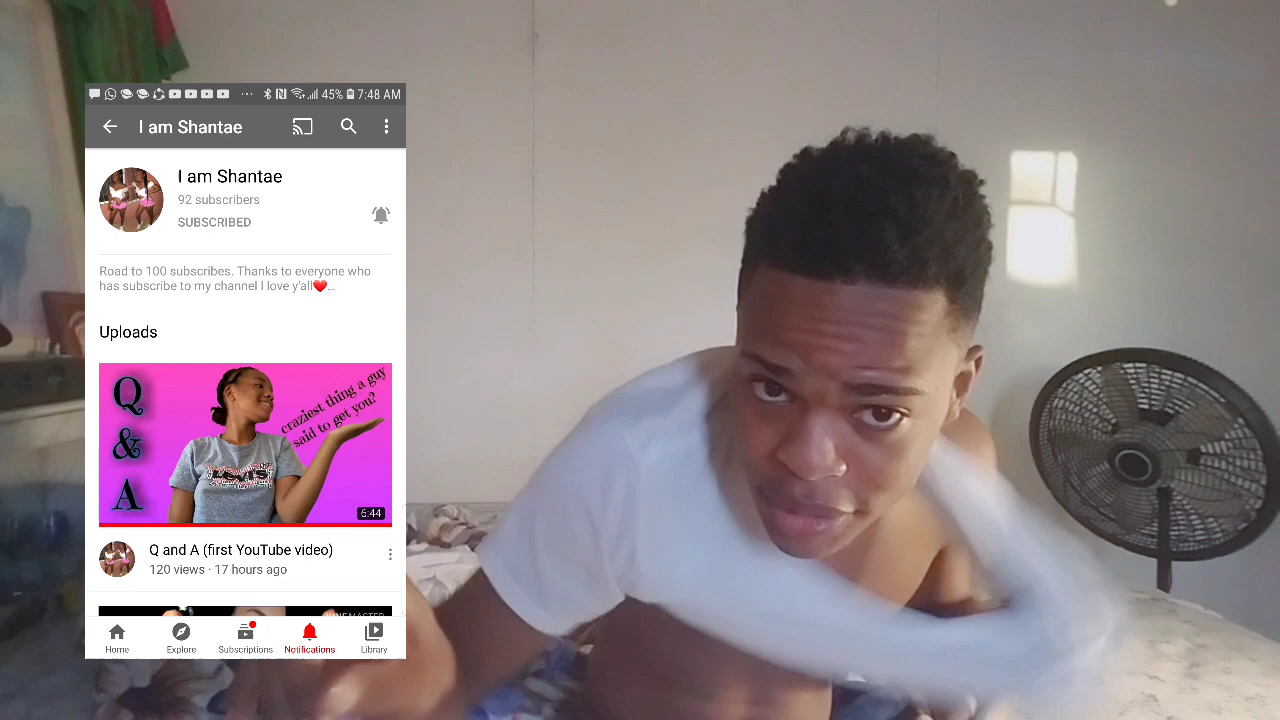 45% 7:48 AM
I am Shantae
I am Shantae
92 subscribers
SUBSCRIBED
Road to 100 subscribes. Thanks to everyone who
has subscribe to my channel I love y'all❤️...
Uploads
Q
&
A
craziest thing a guy
said to get you?
6:44
Q and A (first YouTube video)
120 views · 17 hours ago
KINEMASTER
Home Explore Subscriptions Notifications Library